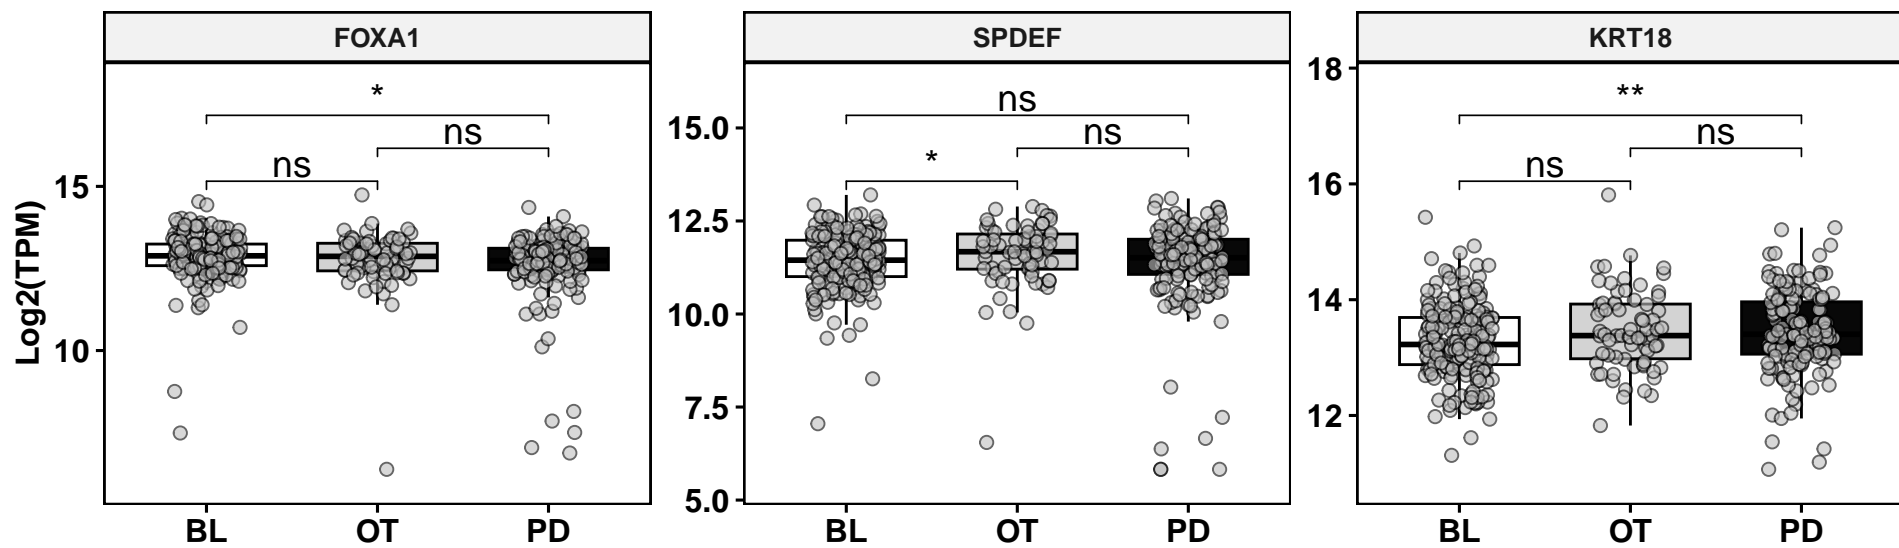 FOXA1
SPDEF
KRT18
Log2(TPM)
15
10
*
ns
ns
BL
OT
PD
15.0
12.5
10.0
7.5
5.0
ns
ns
*
BL
OT
PD
18
16
14
12
**
ns
ns
BL
OT
PD